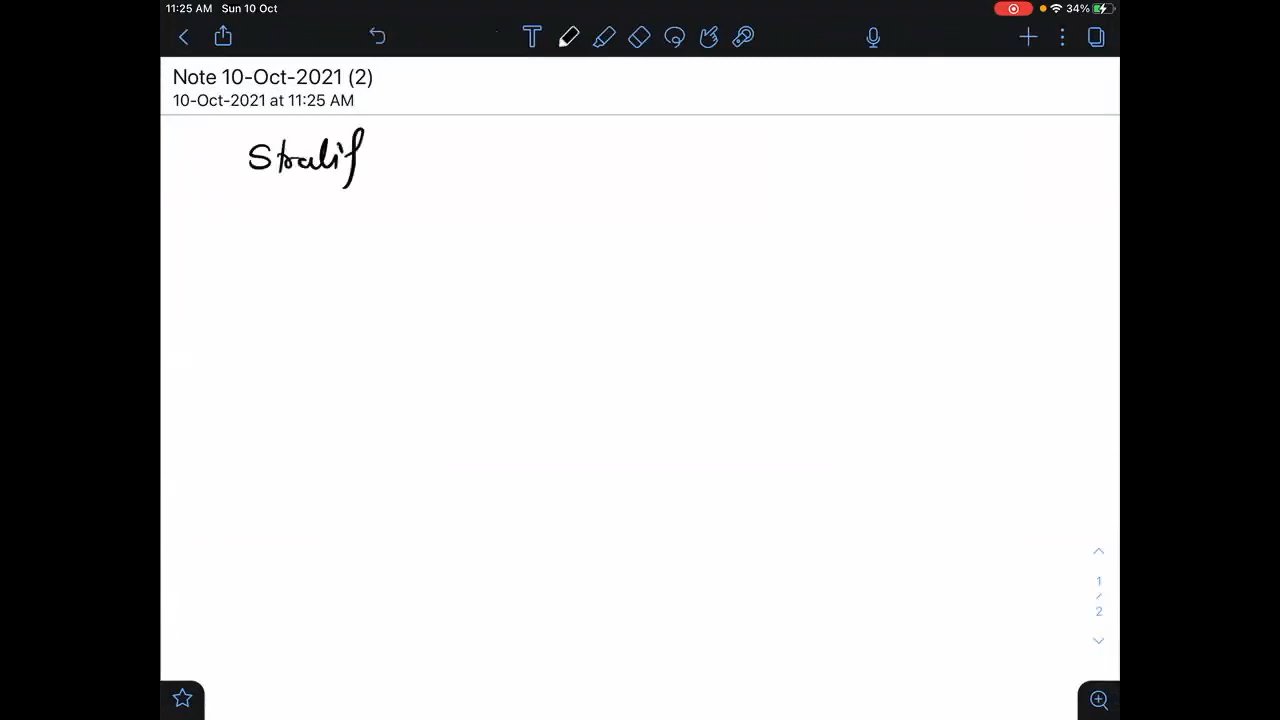 11:25 AM Sun 10 Oct
34%
T
Note 10-Oct-2021 (2)
10-Oct-2021 at 11:25 AM
Stratif
1
/
2